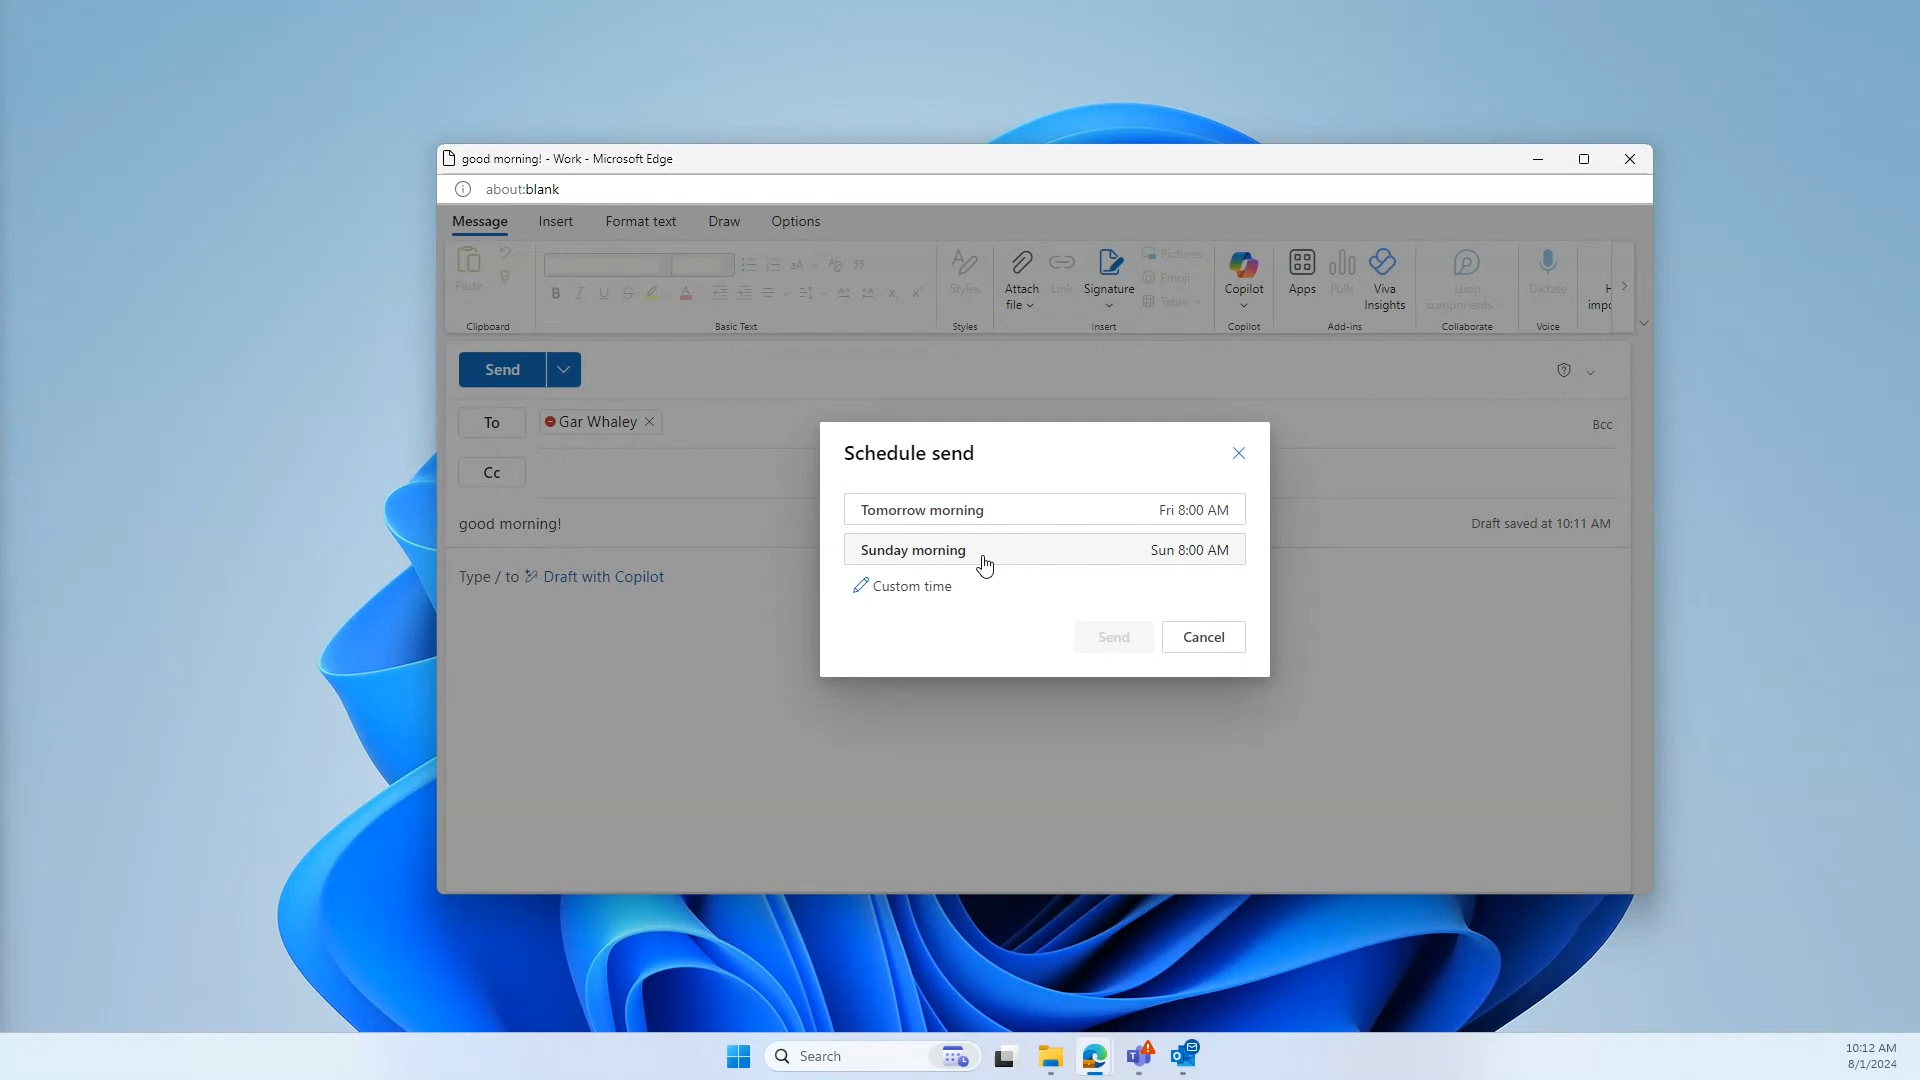 good morning! - Work - Microsoft Edge
about:blank
Message Insert Format text Draw Options
Paste
Clipboard
Basic Text
Styles
Styles
Attach file
Link
Signature
Pictures
Emoji
Table
Insert
Copilot
Copilot
Apps
Polls
Viva Insights
Add-ins
Loop components
Collaborate
Dictate
Voice
Send
To Gar Whaley Bcc
Cc
good morning! Draft saved at 10:11 AM
Type / to Draft with Copilot
Schedule send
Tomorrow morning Fri 8:00 AM
Sunday morning Sun 8:00 AM
Custom time
Send Cancel
Search
10:12 AM
8/1/2024